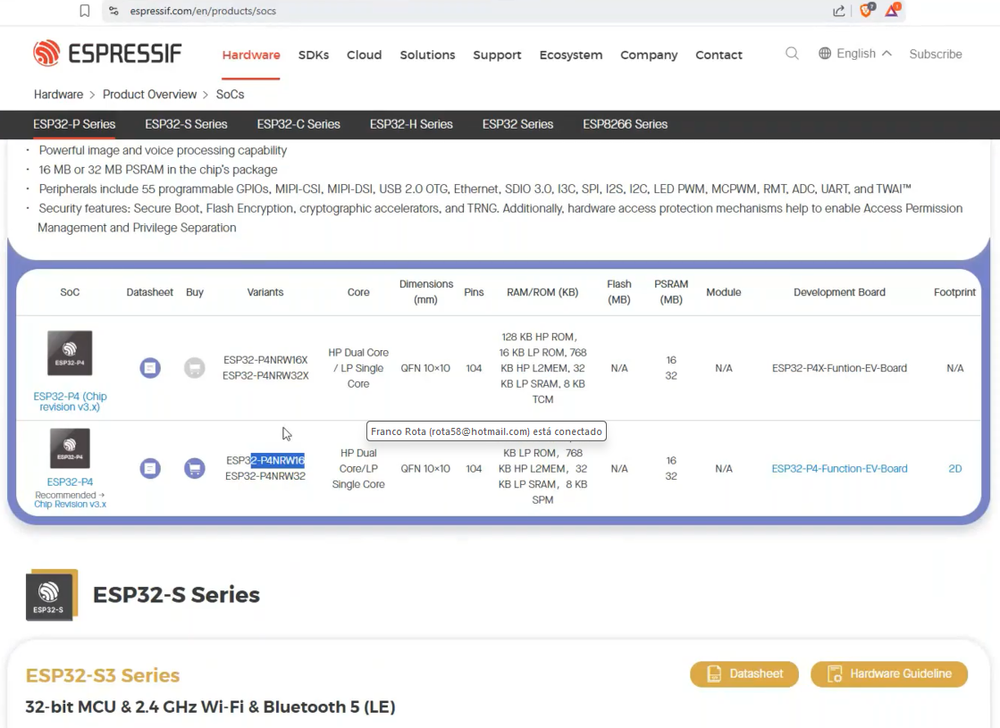 espressif.com/en/products/socs
7
1
ESPRESSIF
Hardware SDKs Cloud Solutions Support Ecosystem Company Contact English Subscribe
Hardware > Product Overview > SoCs
ESP32-P Series ESP32-S Series ESP32-C Series ESP32-H Series ESP32 Series ESP8266 Series
· Powerful image and voice processing capability
· 16 MB or 32 MB PSRAM in the chip's package
· Peripherals include 55 programmable GPIOs, MIPI-CSI, MIPI-DSI, USB 2.0 OTG, Ethernet, SDIO 3.0, I3C, SPI, I2S, I2C, LED PWM, MCPWM, RMT, ADC, UART, and TWAI™
· Security features: Secure Boot, Flash Encryption, cryptographic accelerators, and TRNG. Additionally, hardware access protection mechanisms help to enable Access Permission
Management and Privilege Separation
SoC Datasheet Buy Variants Core Dimensions (mm) Pins RAM/ROM (KB) Flash (MB) PSRAM (MB) Module Development Board Footprint
ESP32-P4
ESP32-P4 (Chip
revision v3.x)
ESP32-P4NRW16X
ESP32-P4NRW32X
HP Dual Core
/ LP Single
Core
QFN 10×10
104
128 KB HP ROM,
16 KB LP ROM, 768
KB HP L2MEM, 32
KB LP SRAM, 8 KB
TCM
N/A
16
32
N/A
ESP32-P4X-Funtion-EV-Board
N/A
Franco Rota (rota58@hotmail.com) está conectado
ESP32-P4
ESP32-P4
Recommended →
Chip Revision v3.x
ESP32-P4NRW16
ESP32-P4NRW32
HP Dual
Core/LP
Single Core
QFN 10×10
104
KB LP ROM, 768
KB HP L2MEM, 32
KB LP SRAM, 8 KB
SPM
N/A
16
32
N/A
ESP32-P4-Function-EV-Board
2D
ESP32-S
ESP32-S Series
ESP32-S3 Series
Datasheet
Hardware Guideline
32-bit MCU & 2.4 GHz Wi-Fi & Bluetooth 5 (LE)